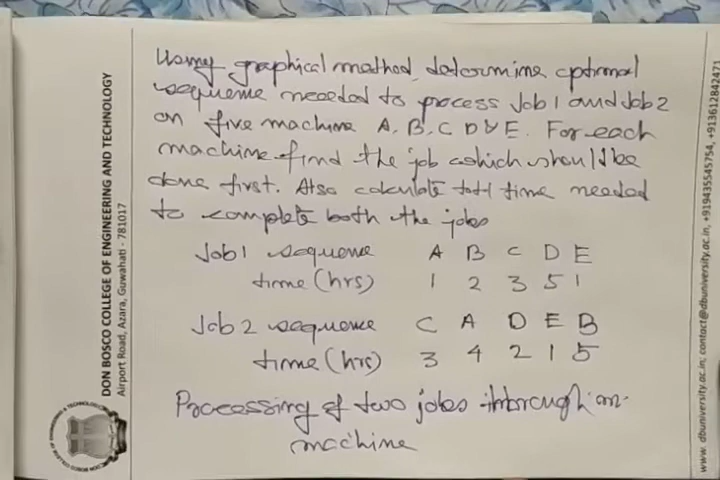 Using graphical method, determine optimal
sequence needed to process Job 1 and Job 2
on five machine A, B, C D & E. For each
machine find the job which should be
done first. Also calculate total time needed
to complete both the jobs
Job 1 sequence A B C D E
time (hrs) 1 2 3 5 1
Job 2 sequence C A D E B
time (hrs) 3 4 2 1 5
Processing of two jobs through m
machine
DON BOSCO COLLEGE OF ENGINEERING AND TECHNOLOGY
Airport Road, Azara, Guwahati - 781017
www.dbuniversity.ac.in; contact@dbuniversity.ac.in, +919435545754, +913612842471